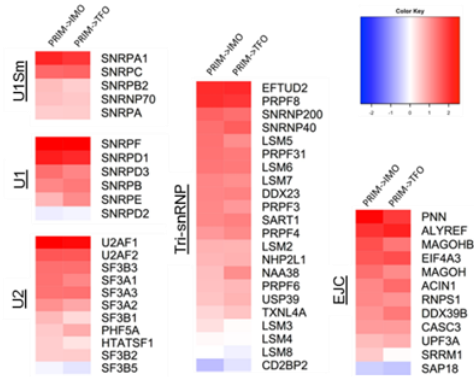 PRIM->IMO
PRIM->TFO
U1Sm
SNRPA1
SNRPC
SNRPB2
SNRNP70
SNRPA
U1
SNRPF
SNRPD1
SNRPD3
SNRPB
SNRPE
SNRPD2
U2
U2AF1
U2AF2
SF3B3
SF3A1
SF3A3
SF3A2
SF3B1
PHF5A
HTATSF1
SF3B2
SF3B5
PRIM->IMO
PRIM->TFO
Tri-snRNP
EFTUD2
PRPF8
SNRNP200
SNRNP40
LSM5
PRPF31
LSM6
LSM7
DDX23
PRPF3
SART1
PRPF4
LSM2
NHP2L1
NAA38
PRPF6
USP39
TXNL4A
LSM3
LSM4
LSM8
CD2BP2
Color Key
-2 -1 0 1 2
PRIM->IMO
PRIM->TFO
EJC
PNN
ALYREF
MAGOHB
EIF4A3
MAGOH
ACIN1
RNPS1
DDX39B
CASC3
UPF3A
SRRM1
SAP18